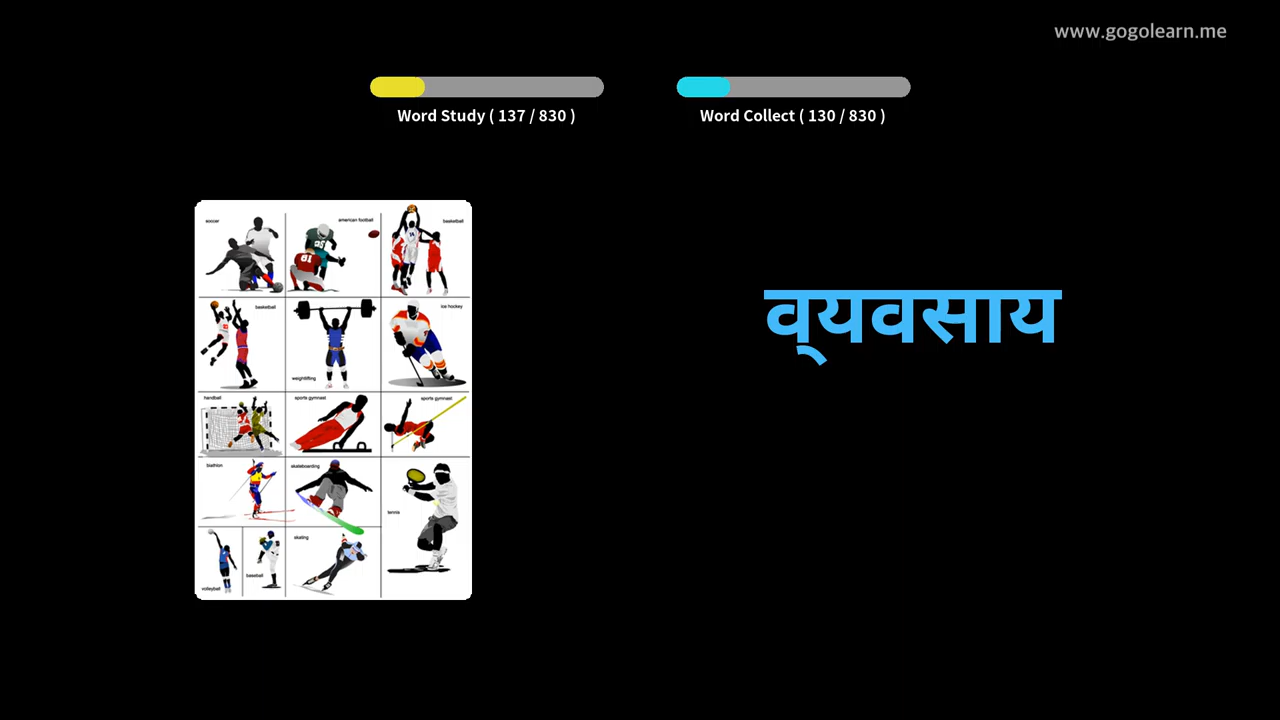 www.gogolearn.me
Word Study ( 137 / 830 )
Word Collect ( 130 / 830 )
soccer
american football
basketball
basketball
weightlifting
ice hockey
handball
sports gymnast
sports gymnast
biathlon
skateboarding
tennis
volleyball
baseball
skating
व्‌यवसाय